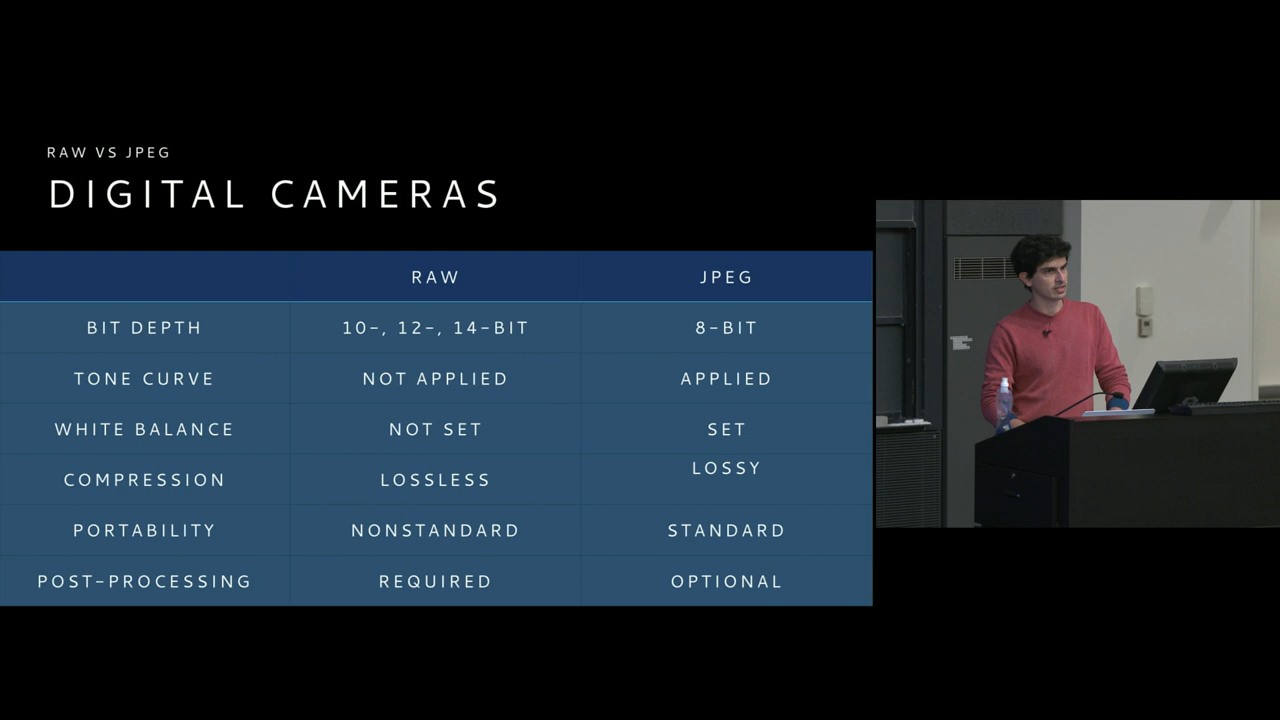 RAW VS JPEG
DIGITAL CAMERAS
RAW JPEG
BIT DEPTH 10-, 12-, 14-BIT 8-BIT
TONE CURVE NOT APPLIED APPLIED
WHITE BALANCE NOT SET SET
COMPRESSION LOSSLESS LOSSY
PORTABILITY NONSTANDARD STANDARD
POST-PROCESSING REQUIRED OPTIONAL